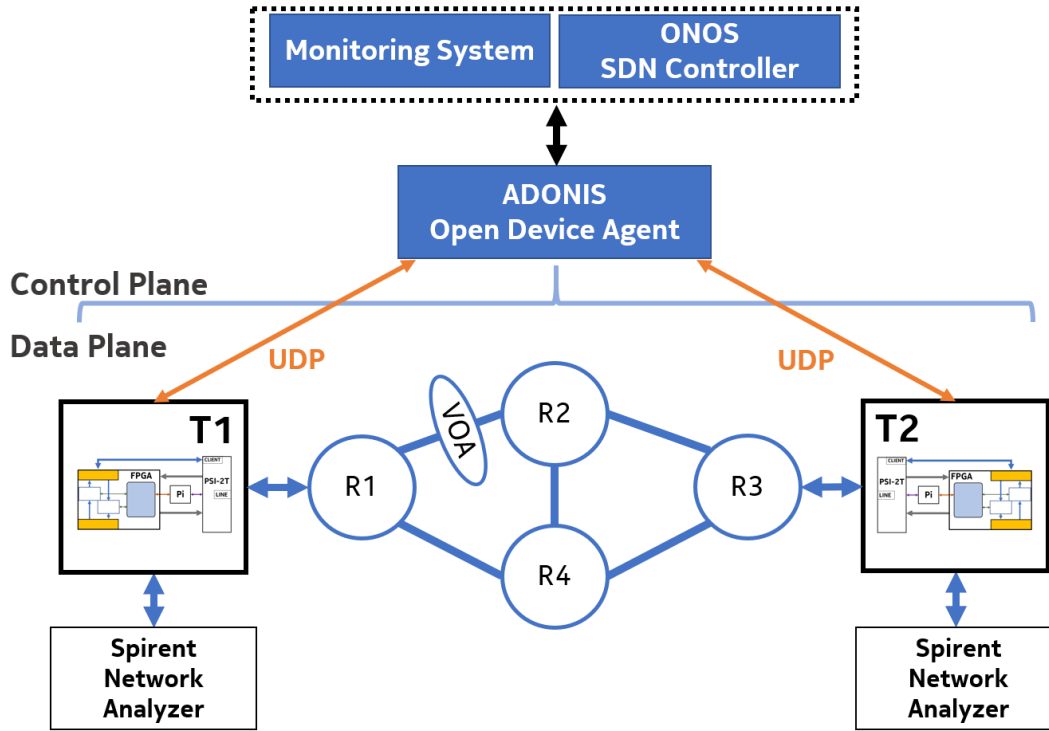 Monitoring System
ONOS
SDN Controller
ADONIS
Open Device Agent
Control Plane
Data Plane
UDP
UDP
T1
CLIENT
FPGA
PSI-2T
Pi
LINE
VOA
R1
R2
R3
R4
T2
CLIENT
PSI-2T
FPGA
LINE
Pi
Spirent
Network
Analyzer
Spirent
Network
Analyzer